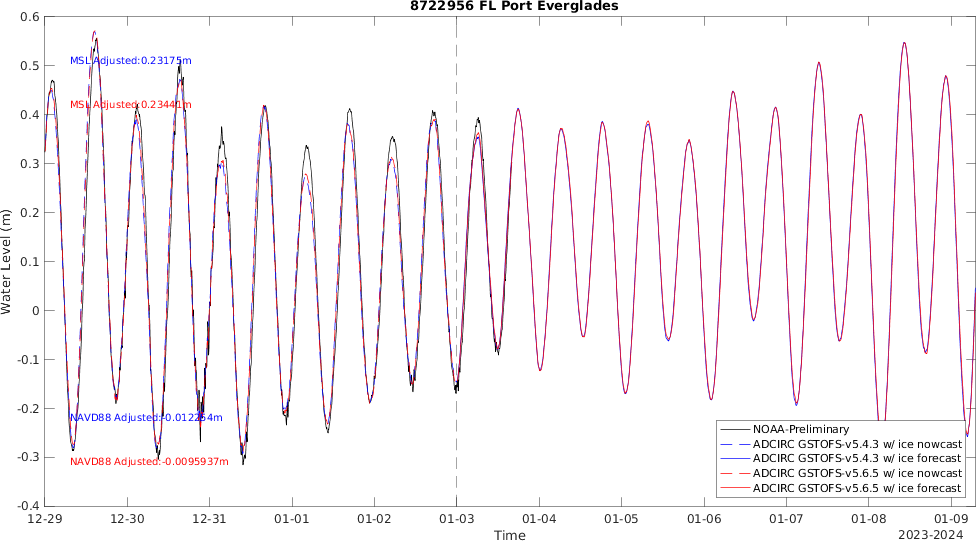 8722956 FL Port Everglades
0.6
0.5
0.4
0.3
0.2
0.1
0
-0.1
-0.2
-0.3
-0.4
Water Level (m)
MSL Adjusted:0.23175m
MSL Adjusted:0.23441m
NAVD88 Adjusted:-0.012254m
NAVD88 Adjusted:-0.0095937m
NOAA-Preliminary
ADCIRC GSTOFS-v5.4.3 w/ ice nowcast
ADCIRC GSTOFS-v5.4.3 w/ ice forecast
ADCIRC GSTOFS-v5.6.5 w/ ice nowcast
ADCIRC GSTOFS-v5.6.5 w/ ice forecast
12-29 12-30 12-31 01-01 01-02 01-03 01-04 01-05 01-06 01-07 01-08 01-09
Time
2023-2024